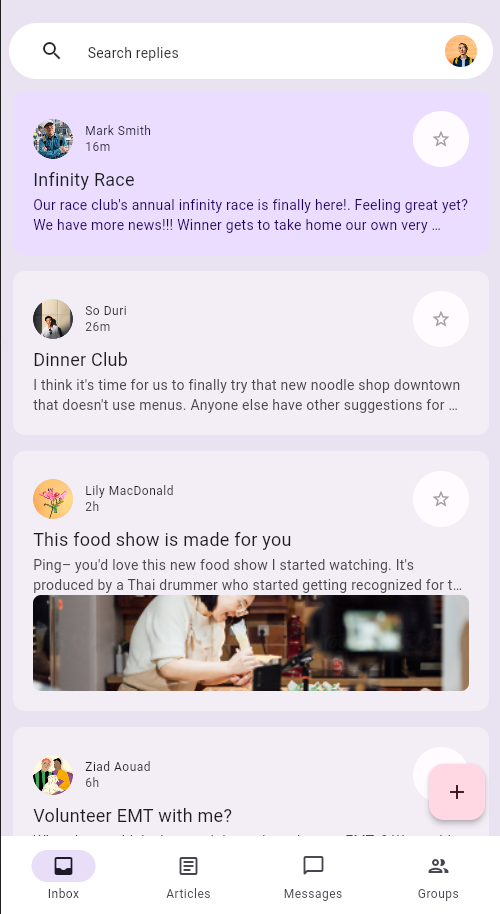 Search replies
Mark Smith
16m
Infinity Race
Our race club's annual infinity race is finally here!. Feeling great yet?
We have more news!!! Winner gets to take home our own very …
So Duri
26m
Dinner Club
I think it's time for us to finally try that new noodle shop downtown
that doesn't use menus. Anyone else have other suggestions for …
Lily MacDonald
2h
This food show is made for you
Ping– you'd love this new food show I started watching. It's
produced by a Thai drummer who started getting recognized for t…
Ziad Aouad
6h
Volunteer EMT with me?
Inbox
Articles
Messages
Groups